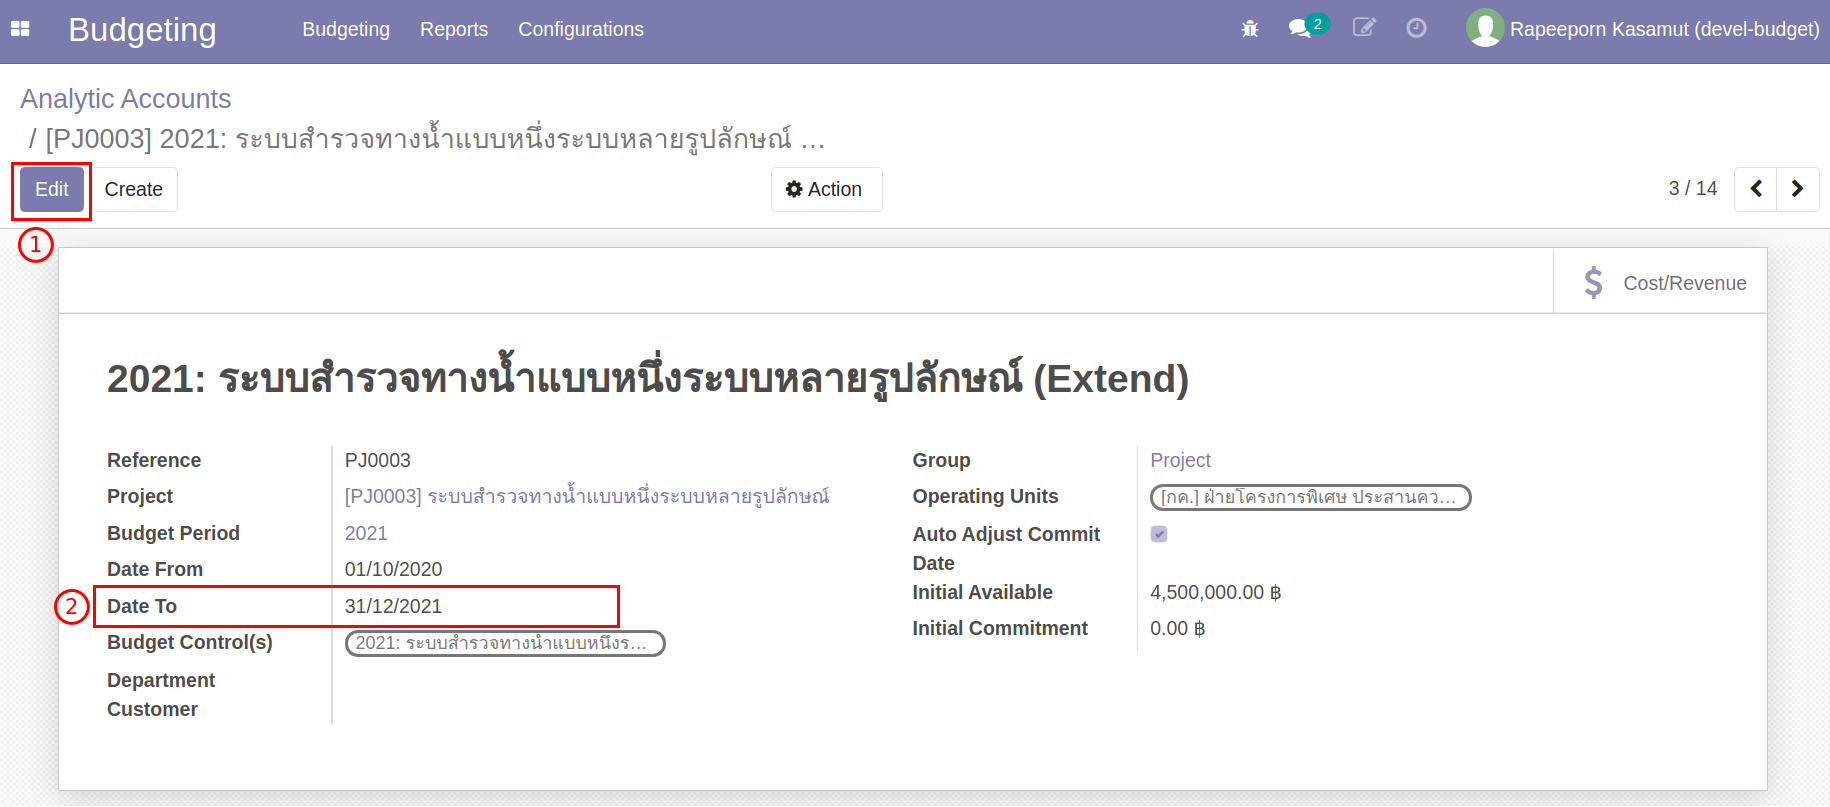 Budgeting Budgeting Reports Configurations 2 Rapeeporn Kasamut (devel-budget)
Analytic Accounts
/ [PJ0003] 2021: ระบบสำรวจทางน้ำแบบหนึ่งระบบหลายรูปลักษณ์ …
Edit Create Action 3 / 14
1
$ Cost/Revenue
2021: ระบบสำรวจทางน้ำแบบหนึ่งระบบหลายรูปลักษณ์ (Extend)
Reference PJ0003
Project [PJ0003] ระบบสำรวจทางน้ำแบบหนึ่งระบบหลายรูปลักษณ์
Budget Period 2021
Date From 01/10/2020
2 Date To 31/12/2021
Budget Control(s) 2021: ระบบสำรวจทางน้ำแบบหนึ่งร…
Department
Customer
Group Project
Operating Units [กค.] ฝ่ายโครงการพิเศษ ประสานคว…
Auto Adjust Commit
Date
Initial Available 4,500,000.00 ฿
Initial Commitment 0.00 ฿